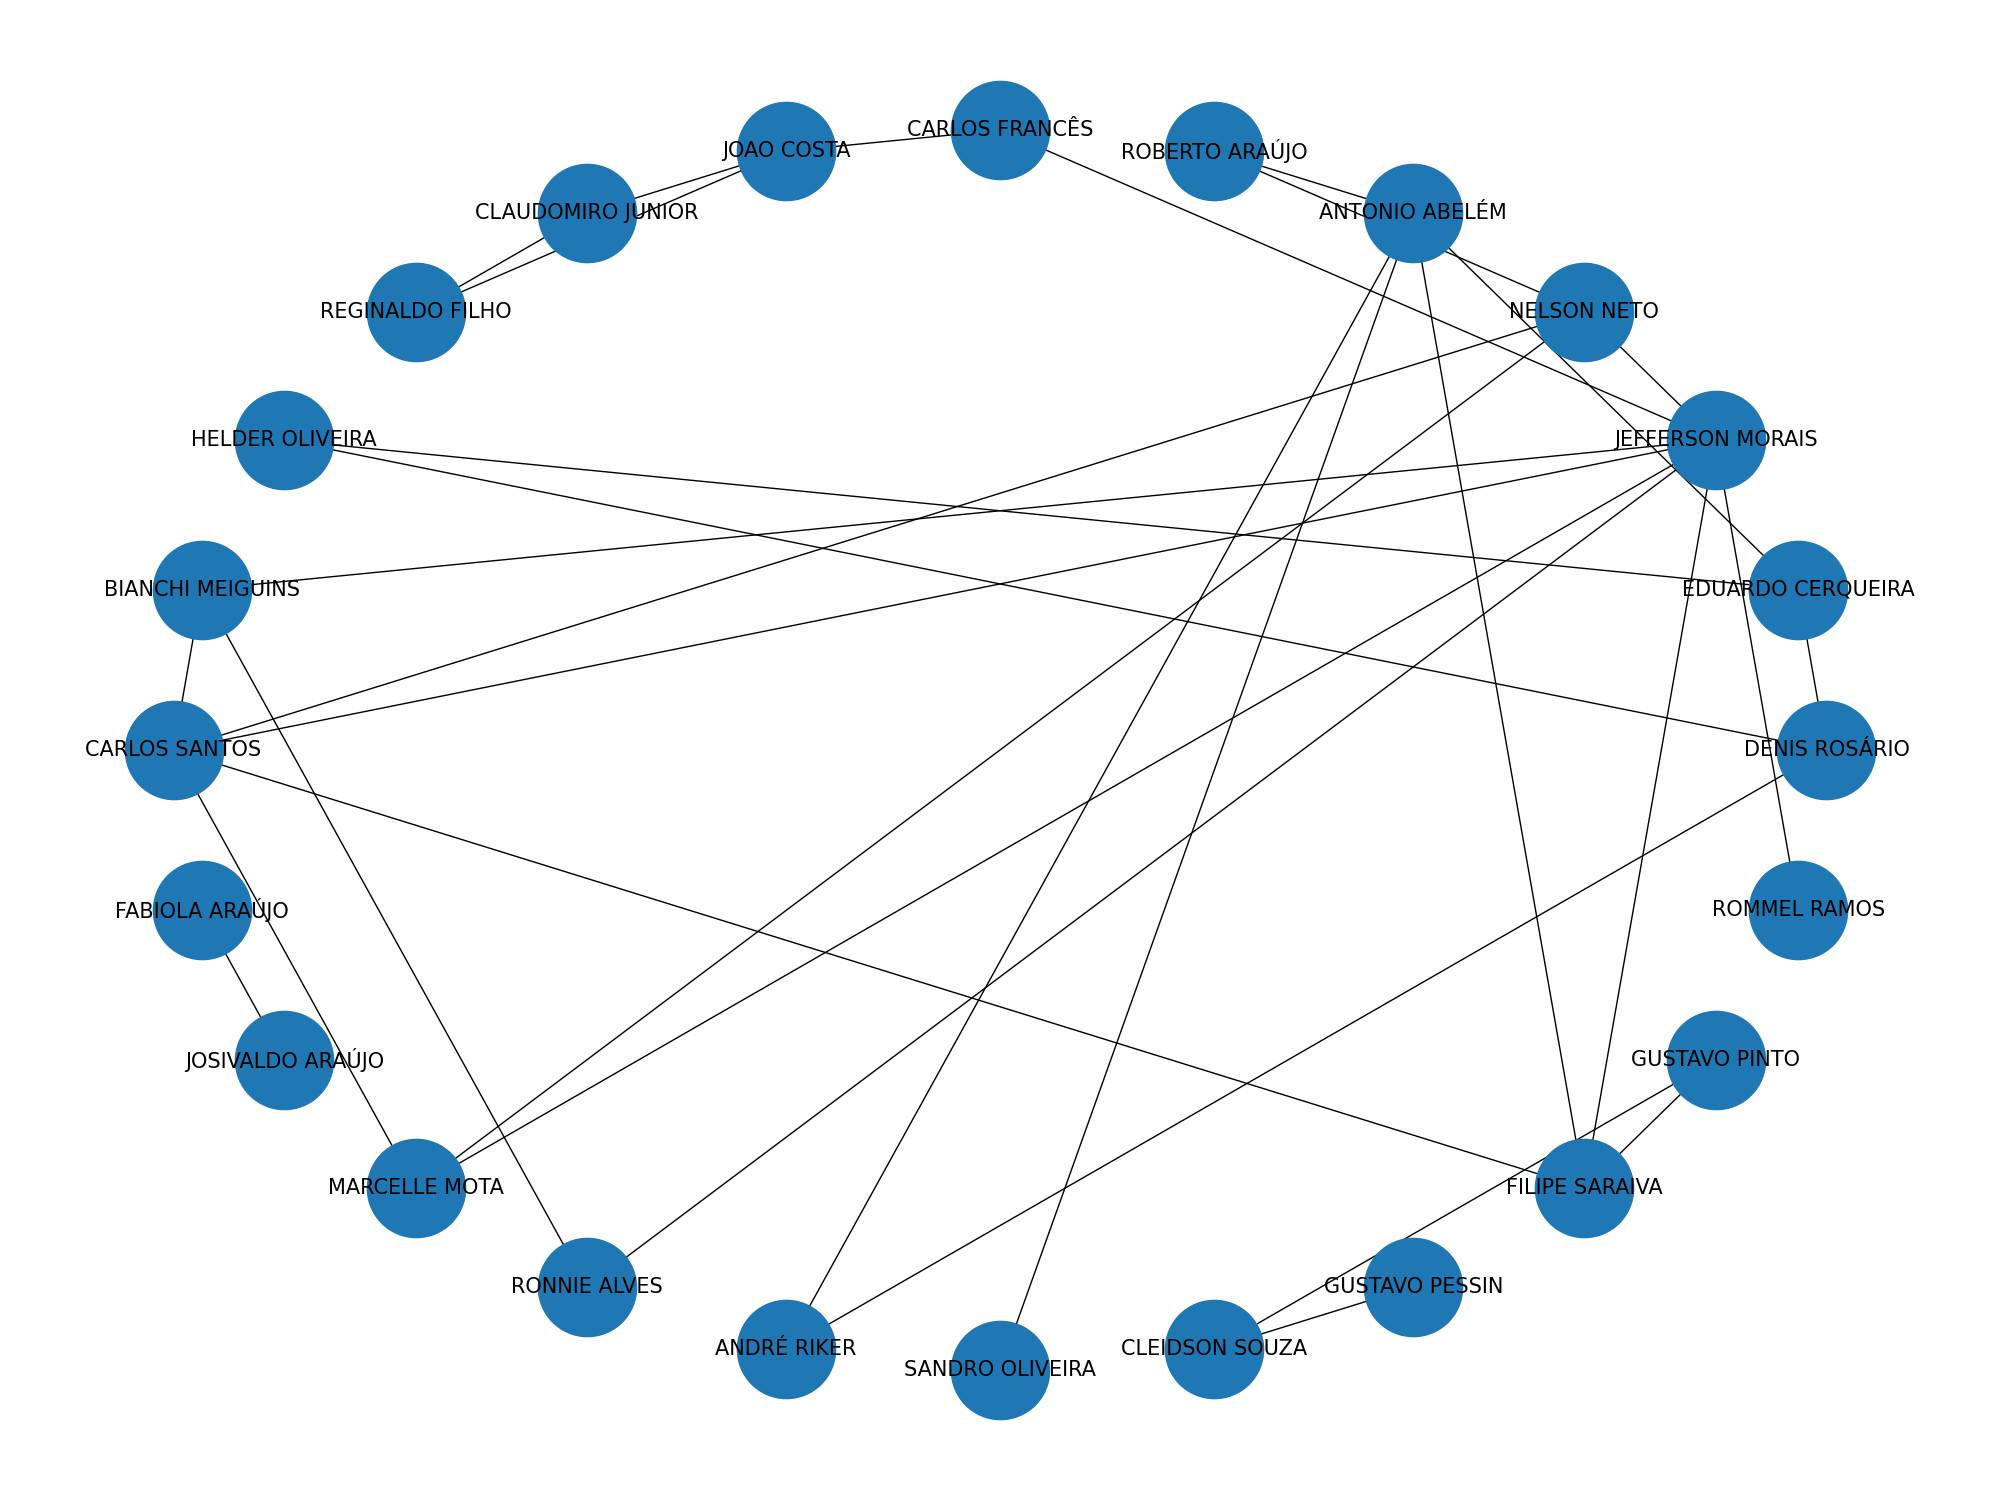 CARLOS FRANCÊS
JOAO COSTA
ROBERTO ARAÚJO
CLAUDOMIRO JUNIOR
ANTONIO ABELÉM
REGINALDO FILHO
NELSON NETO
HELDER OLIVEIRA
JEFFERSON MORAIS
BIANCHI MEIGUINS
EDUARDO CERQUEIRA
CARLOS SANTOS
DENIS ROSÁRIO
FABIOLA ARAÚJO
ROMMEL RAMOS
JOSIVALDO ARAÚJO
GUSTAVO PINTO
MARCELLE MOTA
FILIPE SARAIVA
RONNIE ALVES
GUSTAVO PESSIN
ANDRÉ RIKER
CLEIDSON SOUZA
SANDRO OLIVEIRA